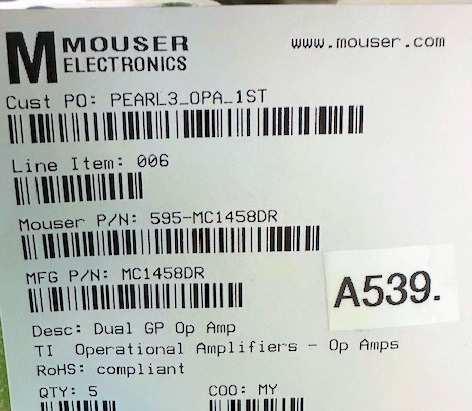 MOUSER
ELECTRONICS
www.mouser.com
Cust PO: PEARL3_OPA_1ST
Line Item: 006
Mouser P/N: 595-MC1458DR
MFG P/N: MC1458DR
A539.
Desc: Dual GP Op Amp
TI Operational Amplifiers - Op Amps
RoHS: compliant
QTY: 5 COO: MY